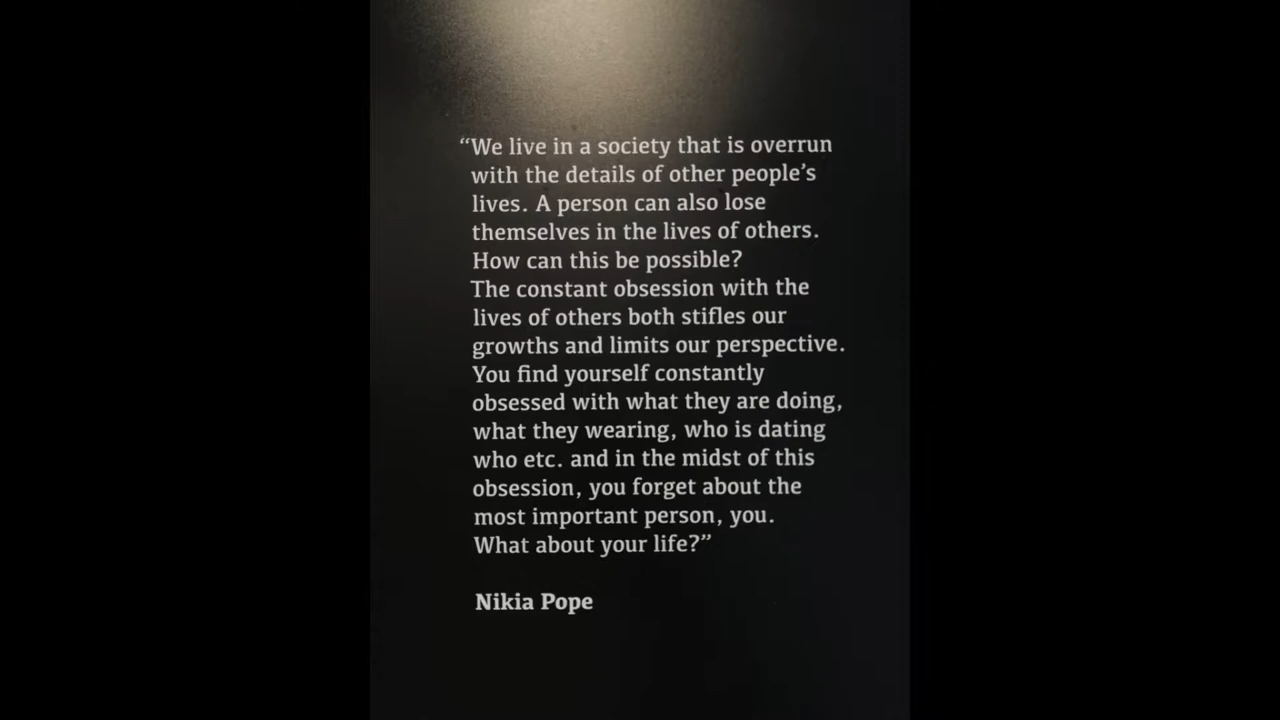 “We live in a society that is overrun
with the details of other people’s
lives. A person can also lose
themselves in the lives of others.
How can this be possible?
The constant obsession with the
lives of others both stifles our
growths and limits our perspective.
You find yourself constantly
obsessed with what they are doing,
what they wearing, who is dating
who etc. and in the midst of this
obsession, you forget about the
most important person, you.
What about your life?”
Nikia Pope